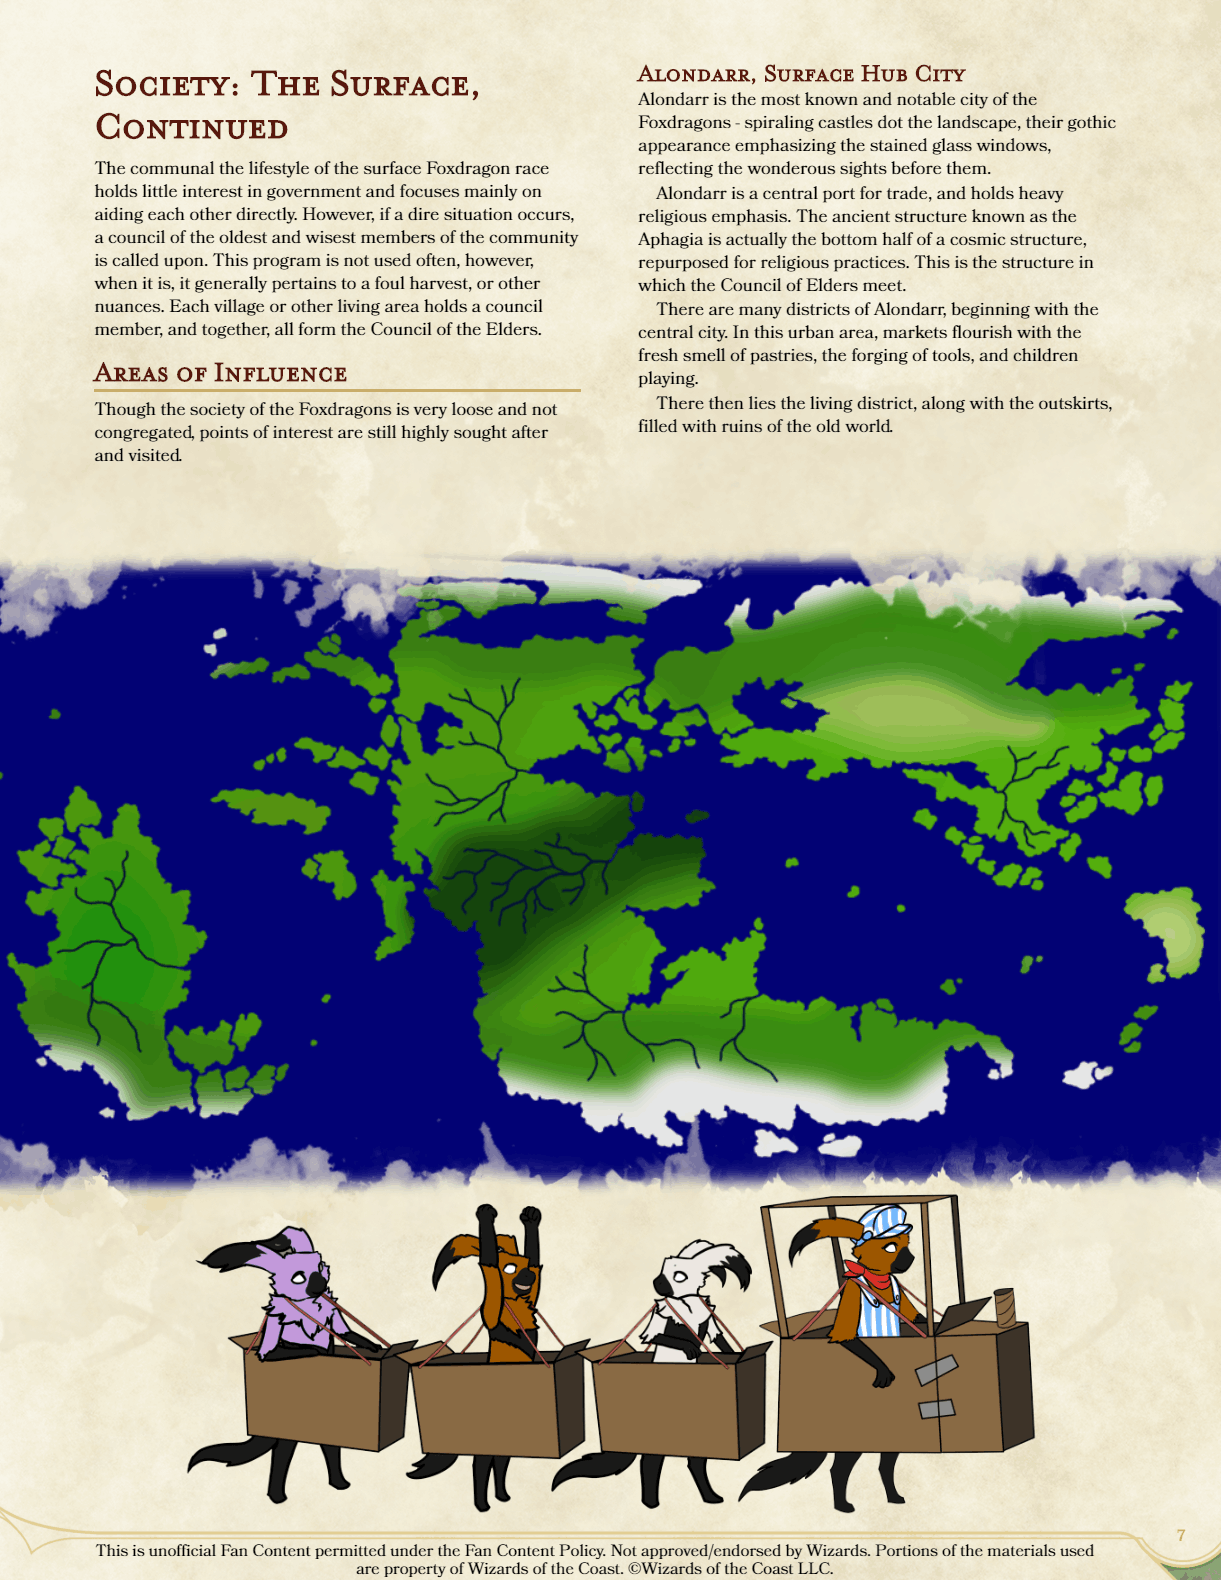 Society: The Surface,
Continued
The communal the lifestyle of the surface Foxdragon race
holds little interest in government and focuses mainly on
aiding each other directly. However, if a dire situation occurs,
a council of the oldest and wisest members of the community
is called upon. This program is not used often, however,
when it is, it generally pertains to a foul harvest, or other
nuances. Each village or other living area holds a council
member, and together, all form the Council of the Elders.
Areas of Influence
Though the society of the Foxdragons is very loose and not
congregated, points of interest are still highly sought after
and visited.
Alondarr, Surface Hub City
Alondarr is the most known and notable city of the
Foxdragons - spiraling castles dot the landscape, their gothic
appearance emphasizing the stained glass windows,
reflecting the wonderous sights before them.
Alondarr is a central port for trade, and holds heavy
religious emphasis. The ancient structure known as the
Aphagia is actually the bottom half of a cosmic structure,
repurposed for religious practices. This is the structure in
which the Council of Elders meet.
There are many districts of Alondarr, beginning with the
central city. In this urban area, markets flourish with the
fresh smell of pastries, the forging of tools, and children
playing.
There then lies the living district, along with the outskirts,
filled with ruins of the old world.
7
This is unofficial Fan Content permitted under the Fan Content Policy. Not approved/endorsed by Wizards. Portions of the materials used
are property of Wizards of the Coast. ©Wizards of the Coast LLC.